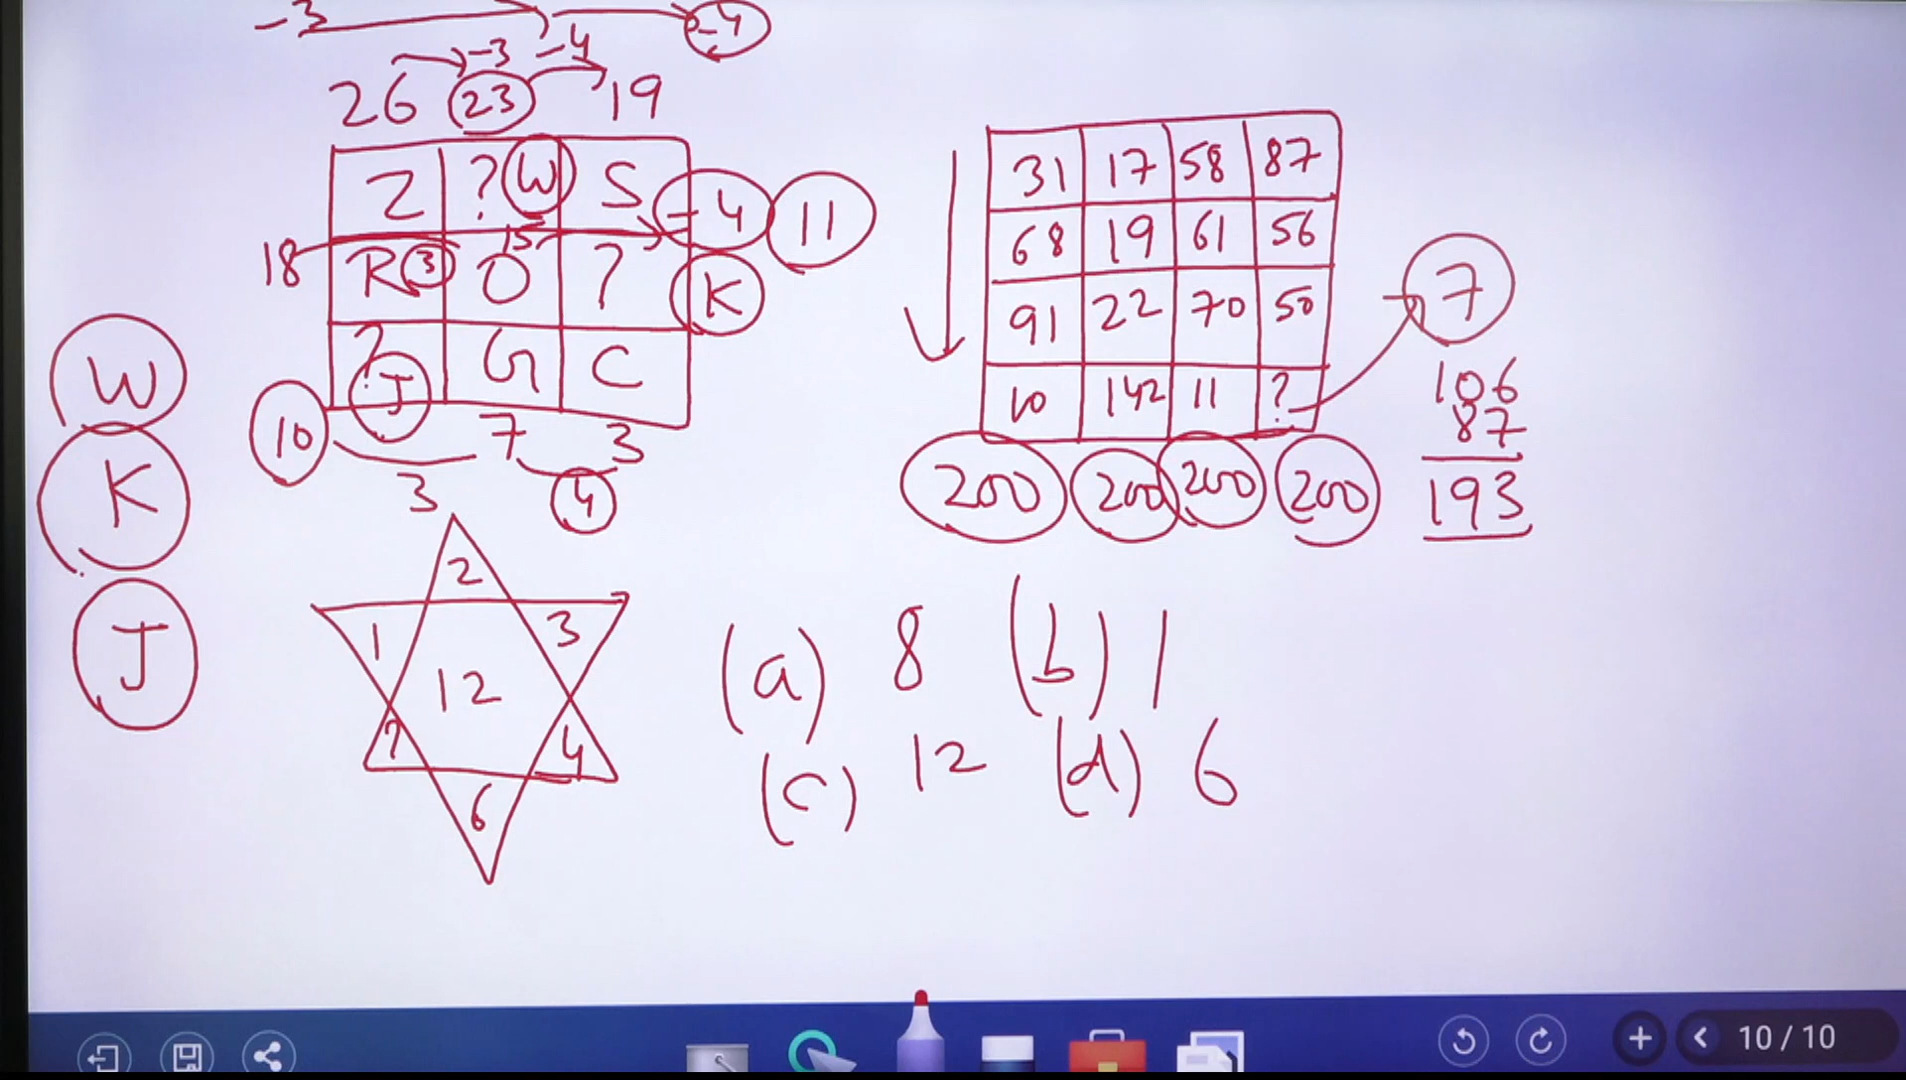 -3 -4
-3 -4
26 23 19
Z ? W S -4 11
18 R 3 15 O ? K
? J G C
10 7 3
3 4
W
K
J
31 17 58 87
68 19 61 56
91 22 70 50
10 142 11 ?
200 200 200 200
7
106
87
193
2
1 3
12
? 4
6
(a) 8 (b) 1
(c) 12 (d) 6
10 / 10